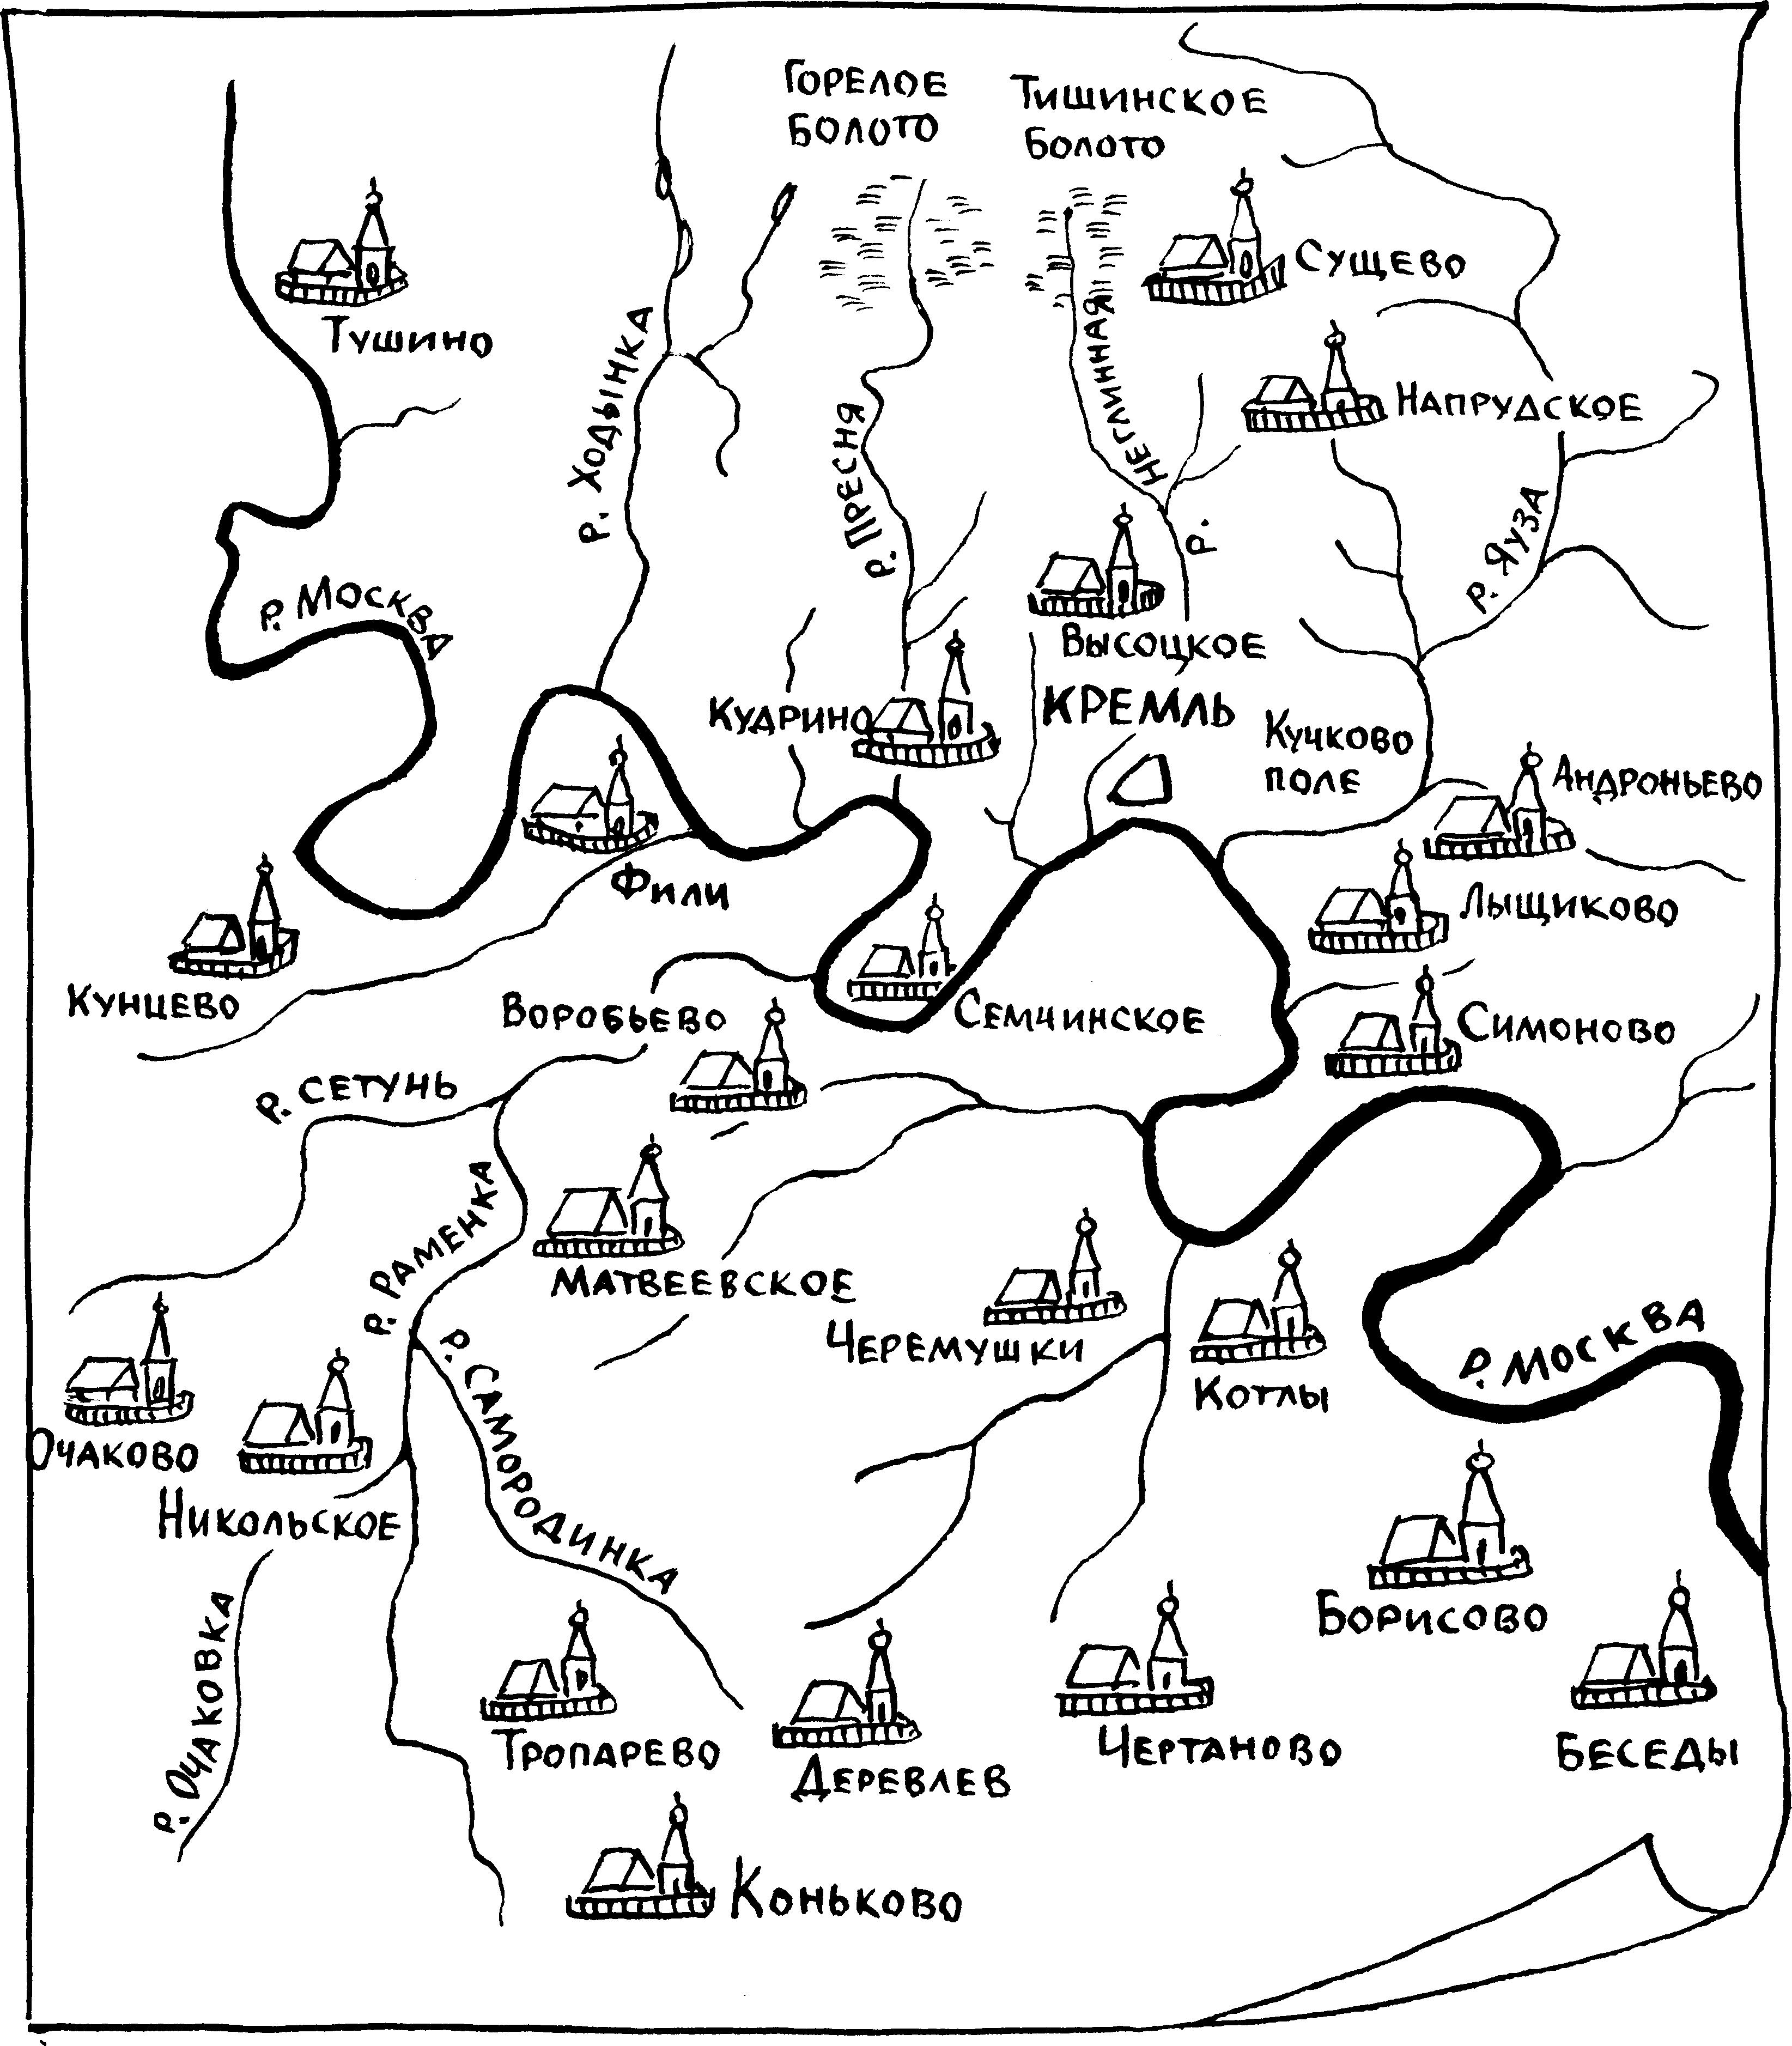 Горелое
болото
Тишинское
болото
Сущево
Тушино
р. Ходынка
р. Пресня
р. Неглинная
Напрудское
р. Яуза
р. Москва
Высоцкое
Кудрино
КРЕМЛЬ
Кучково
поле
Андроньево
Фили
Лыщиково
Кунцево
Воробьево
Семчинское
Симоново
р. Сетунь
р. Раменка
Матвеевское
Черемушки
Котлы
р. Москва
р. Самородинка
Очаково
Никольское
Борисово
р. Очаковка
Тропарево
Деревлев
Чертаново
Беседы
Коньково